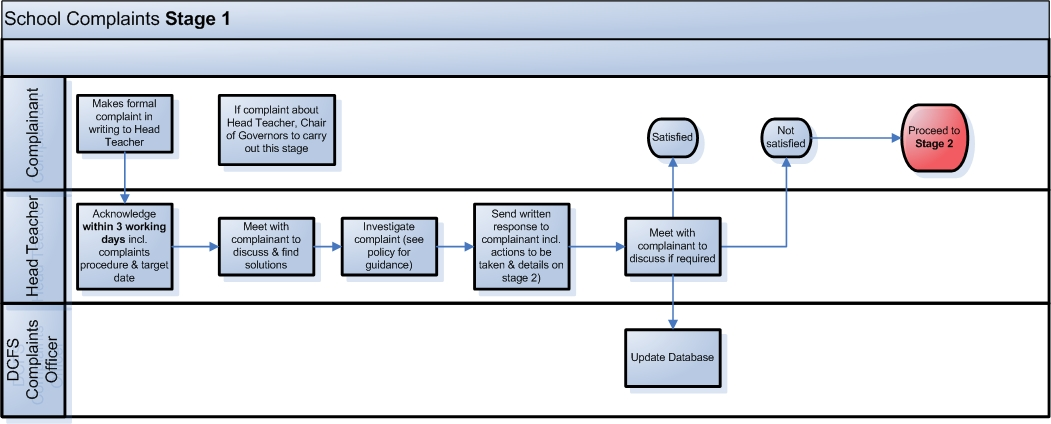 School Complaints Stage 1
Complainant
Makes formal
complaint in
writing to Head
Teacher
If complaint about
Head Teacher, Chair
of Governors to carry
out this stage
Satisfied
Not
satisfied
Proceed to
Stage 2
Head Teacher
Acknowledge
within 3 working
days incl.
complaints
procedure & target
date
Meet with
complainant to
discuss & find
solutions
Investigate
complaint (see
policy for
guidance)
Send written
response to
complainant incl.
actions to be
taken & details on
stage 2)
Meet with
complainant to
discuss if required
DCFS
Complaints
Officer
Update Database